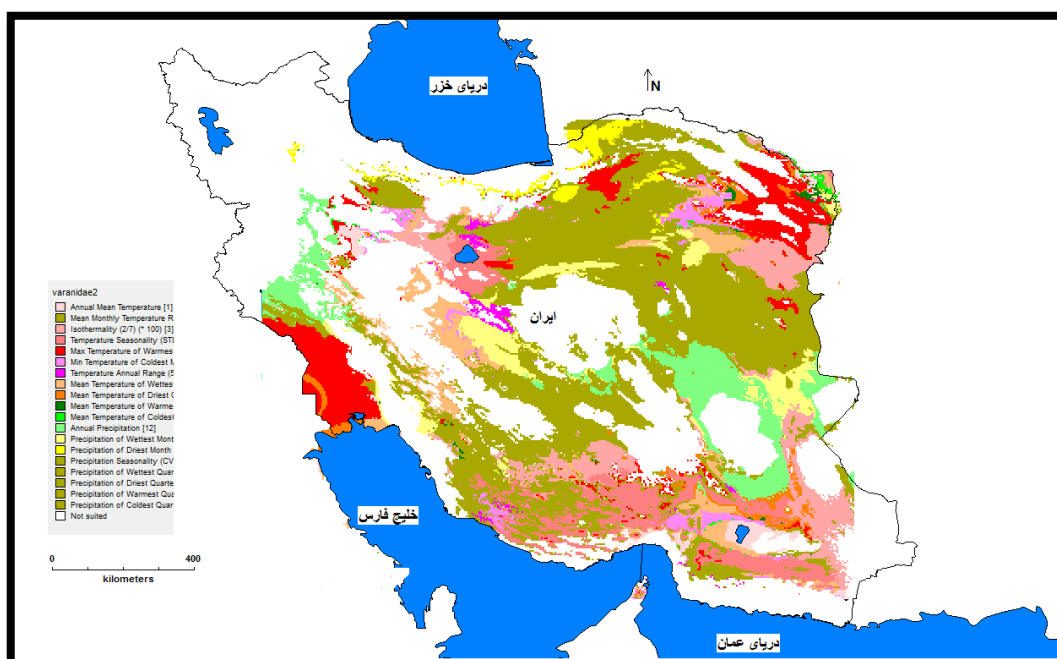 دریای خزر
N
varanidae2
Annual Mean Temperature [1]
Mean Monthly Temperature R
Isothermality (2/7) (* 100) [3]
Temperature Seasonality (STI
Max Temperature of Warmes
Min Temperature of Coldest M
Temperature Annual Range (5
Mean Temperature of Wettes
Mean Temperature of Driest Q
Mean Temperature of Warme
Mean Temperature of Coldest
Annual Precipitation [12]
Precipitation of Wettest Mont
Precipitation of Driest Month
Precipitation Seasonality (CV
Precipitation of Wettest Quar
Precipitation of Driest Quarte
Precipitation of Warmest Qua
Precipitation of Coldest Quar
Not suited
ایران
خلیج فارس
0 400
kilometers
دریای عمان